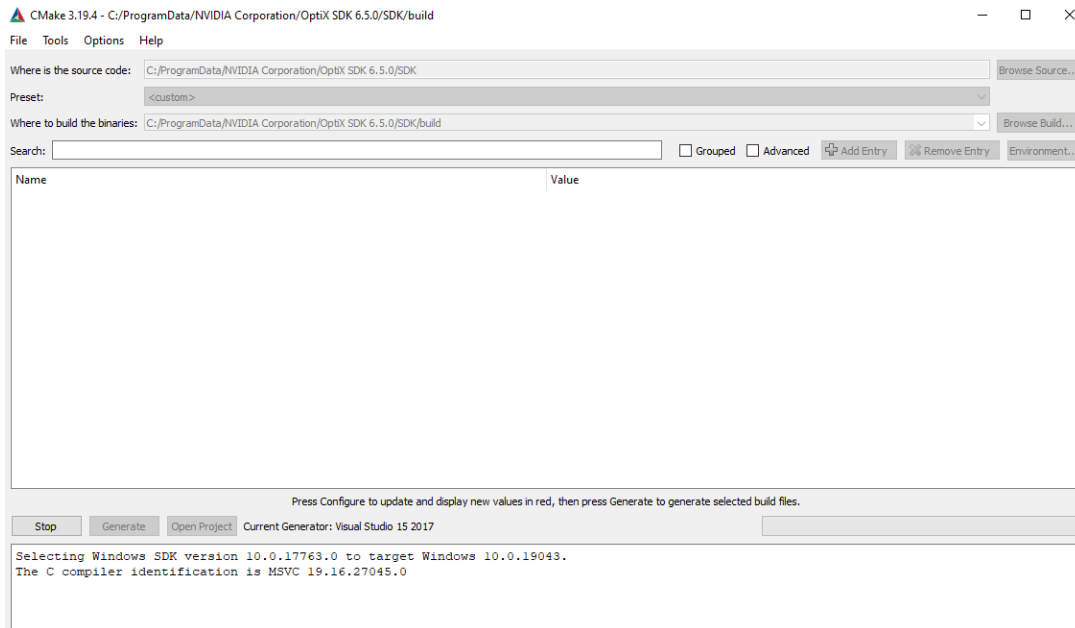 CMake 3.19.4 - C:/ProgramData/NVIDIA Corporation/OptiX SDK 6.5.0/SDK/build
File Tools Options Help
Where is the source code: C:/ProgramData/NVIDIA Corporation/OptiX SDK 6.5.0/SDK Browse Source...
Preset: <custom>
Where to build the binaries: C:/ProgramData/NVIDIA Corporation/OptiX SDK 6.5.0/SDK/build Browse Build...
Search: Grouped Advanced Add Entry Remove Entry Environment...
Name Value
Press Configure to update and display new values in red, then press Generate to generate selected build files.
Stop Generate Open Project Current Generator: Visual Studio 15 2017
Selecting Windows SDK version 10.0.17763.0 to target Windows 10.0.19043.
The C compiler identification is MSVC 19.16.27045.0